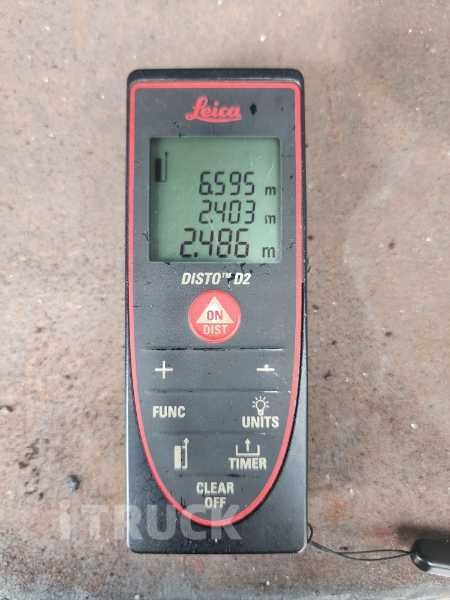 Leica
6.595 m
2.403 m
2.486 m
DISTO™ D2
ON
DIST
+ -
FUNC
UNITS
TIMER
CLEAR
OFF
iTRUCK